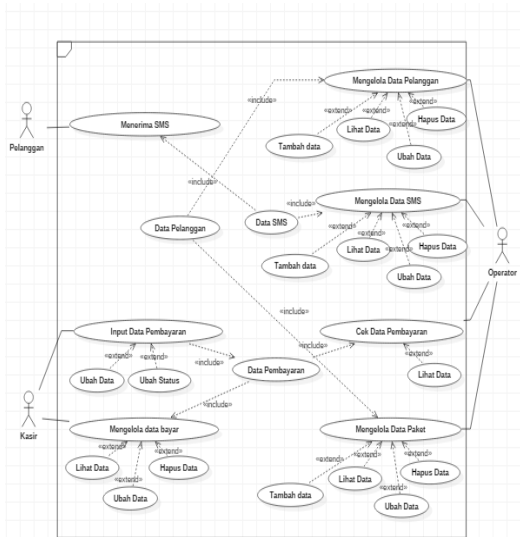 Mengelola Data Pelanggan
«include»
«extend»
«extend»
«extend»
«extend»
Hapus Data
Menerima SMS
Lihat Data
Tambah data
Ubah Data
Pelanggan
«include»
Mengelola Data SMS
«include»
Data SMS
Data Pelanggan
«extend»
«extend»
«extend»
«extend»
Hapus Data
Lihat Data
Tambah data
Ubah Data
Operator
«include»
Input Data Pembayaran
Cek Data Pembayaran
«include»
«extend»
«extend»
«include»
«extend»
Data Pembayaran
Lihat Data
Ubah Data
Ubah Status
«include»
Kasir
Mengelola data bayar
Mengelola Data Paket
«extend»
«extend»
«extend»
Lihat Data
Hapus Data
Ubah Data
«extend»
«extend»
«extend»
«extend»
Hapus Data
Lihat Data
Tambah data
Ubah Data